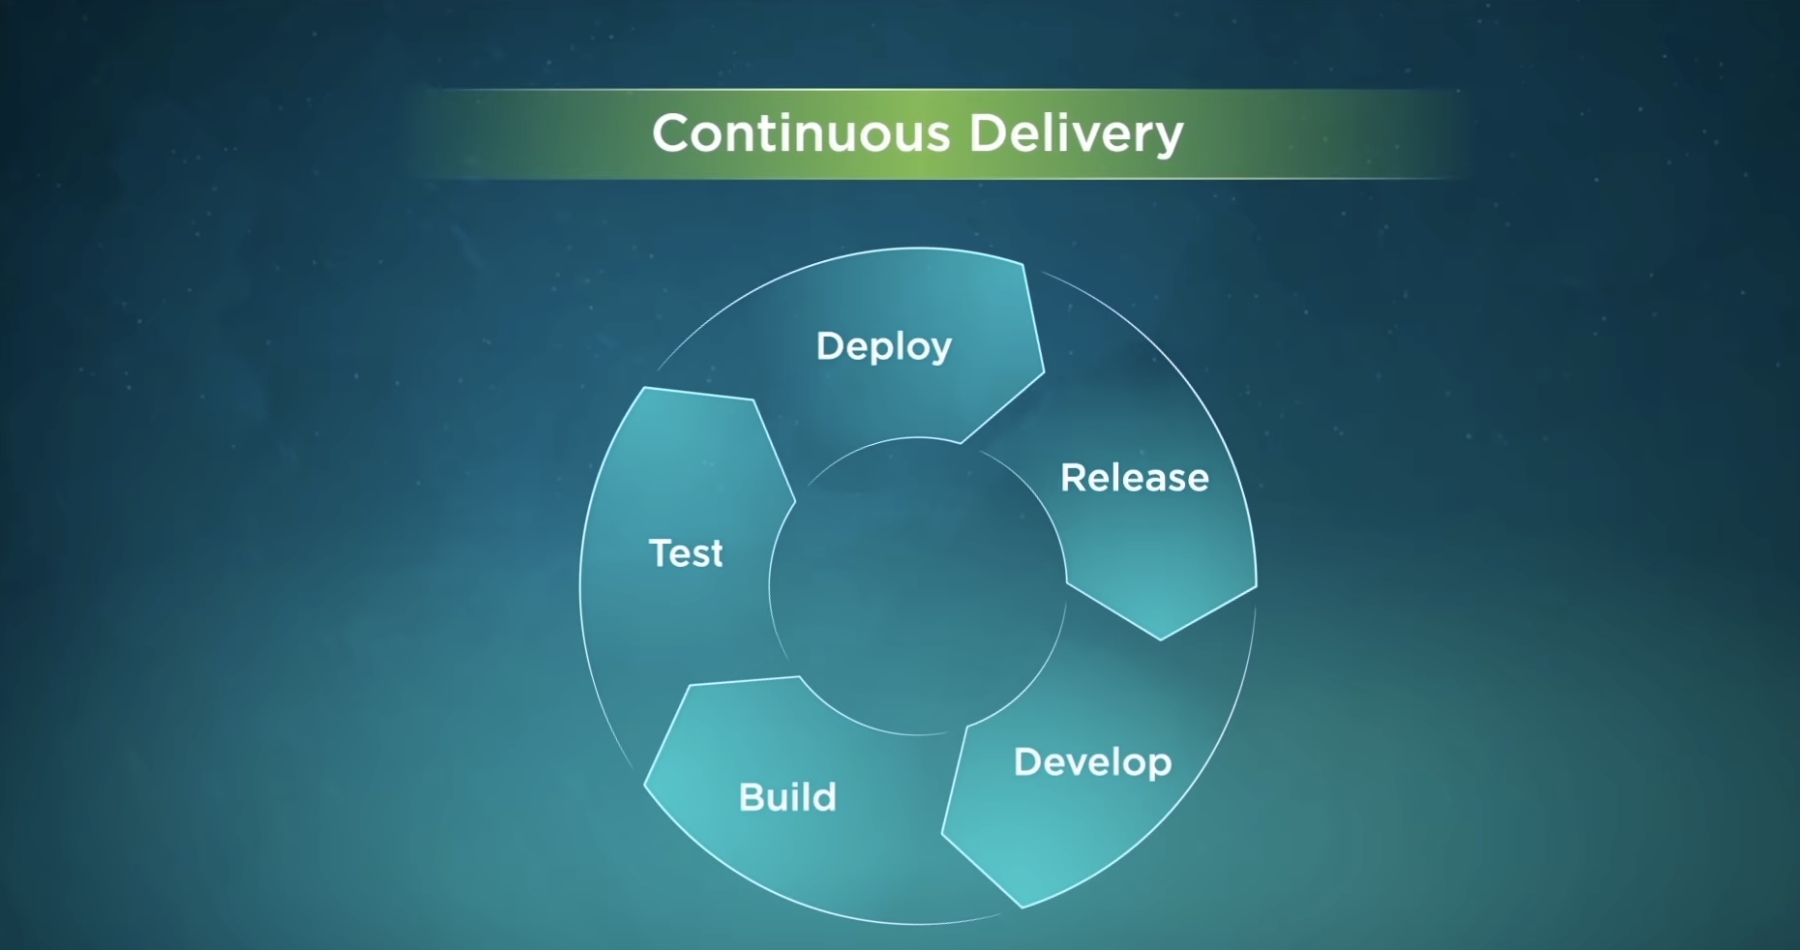 Continuous Delivery
Deploy
Release
Develop
Build
Test